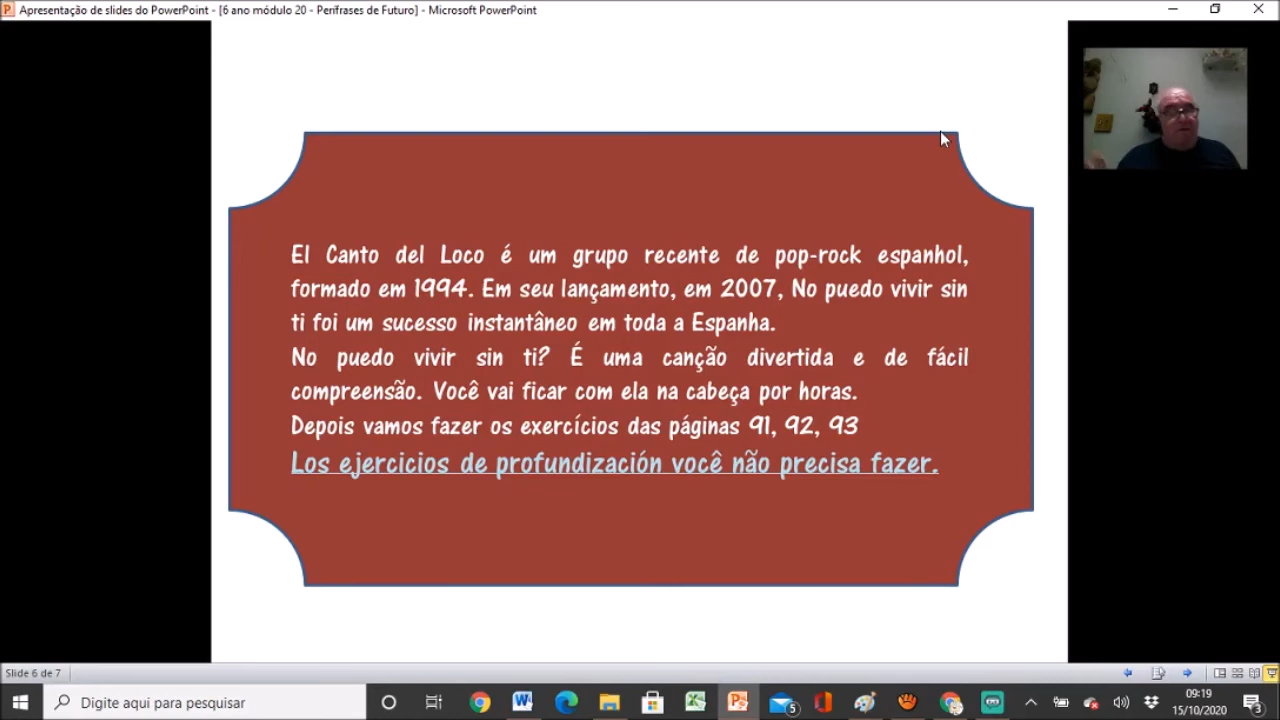 Apresentação de slides do PowerPoint - [6 ano módulo 20 - Perífrases de Futuro] - Microsoft PowerPoint
El Canto del Loco é um grupo recente de pop-rock espanhol,
formado em 1994. Em seu lançamento, em 2007, No puedo vivir sin
ti foi um sucesso instantâneo em toda a Espanha.
No puedo vivir sin ti? É uma canção divertida e de fácil
compreensão. Você vai ficar com ela na cabeça por horas.
Depois vamos fazer os exercícios das páginas 91, 92, 93
Los ejercicios de profundización você não precisa fazer.
Slide 6 de 7
Digite aqui para pesquisar
5
09:19
15/10/2020
3